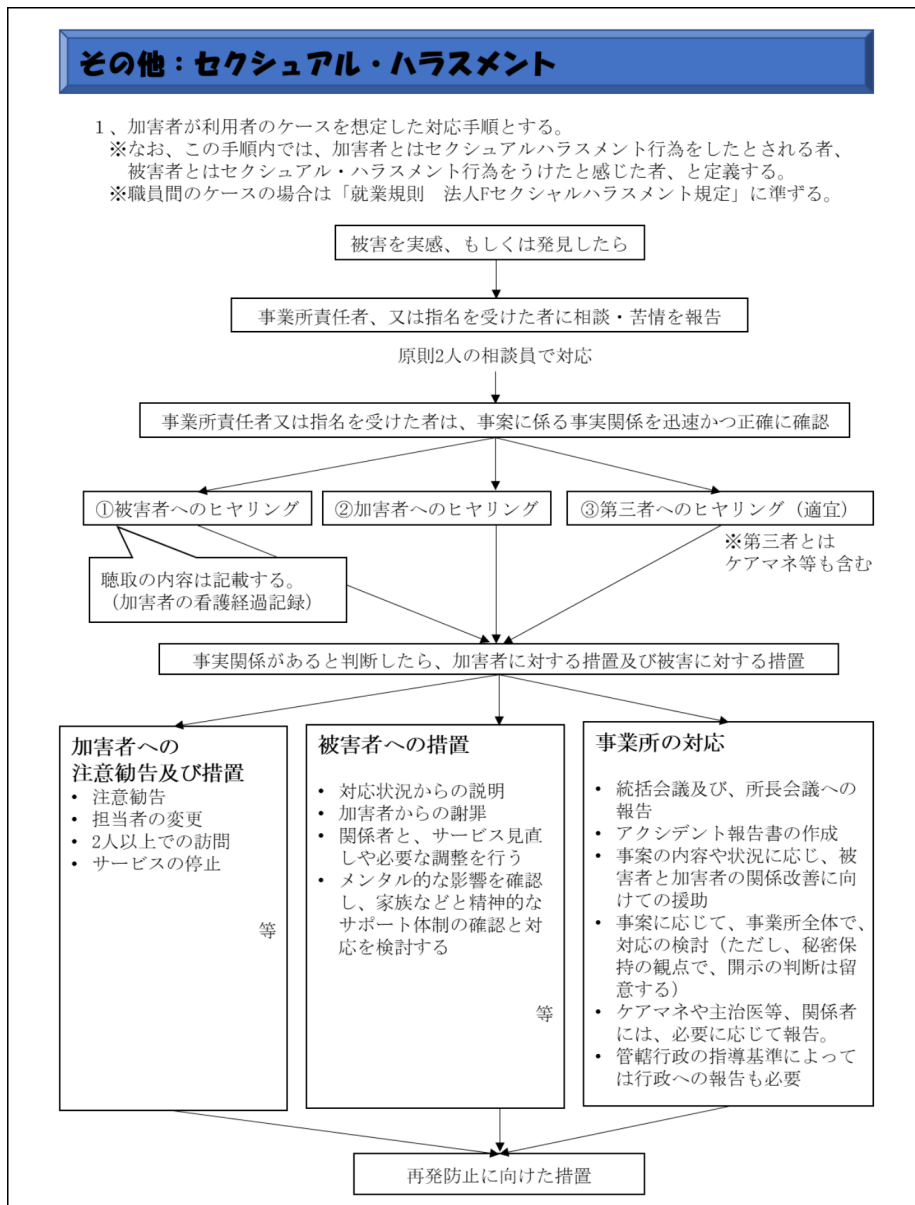 その他：セクシュアル・ハラスメント
１、加害者が利用者のケースを想定した対応手順とする。
※なお、この手順内では、加害者とはセクシュアルハラスメント行為をしたとされる者、
被害者とはセクシュアル・ハラスメント行為をうけたと感じた者、と定義する。
※職員間のケースの場合は「就業規則　法人Fセクシャルハラスメント規定」に準ずる。
被害を実感、もしくは発見したら
事業所責任者、又は指名を受けた者に相談・苦情を報告
原則2人の相談員で対応
事業所責任者又は指名を受けた者は、事案に係る事実関係を迅速かつ正確に確認
①被害者へのヒヤリング
②加害者へのヒヤリング
③第三者へのヒヤリング（適宜）
※第三者とは
ケアマネ等も含む
聴取の内容は記載する。
（加害者の看護経過記録）
事実関係があると判断したら、加害者に対する措置及び被害に対する措置
加害者への
注意勧告及び措置
• 注意勧告
• 担当者の変更
• 2人以上での訪問
• サービスの停止
等
被害者への措置
• 対応状況からの説明
• 加害者からの謝罪
• 関係者と、サービス見直
しや必要な調整を行う
• メンタル的な影響を確認
し、家族などと精神的な
サポート体制の確認と対
応を検討する
等
事業所の対応
• 統括会議及び、所長会議への
報告
• アクシデント報告書の作成
• 事案の内容や状況に応じ、被
害者と加害者の関係改善に向
けての援助
• 事案に応じて、事業所全体で、
対応の検討（ただし、秘密保
持の観点で、開示の判断は留
意する）
• ケアマネや主治医等、関係者
には、必要に応じて報告。
• 管轄行政の指導基準によって
は行政への報告も必要
再発防止に向けた措置